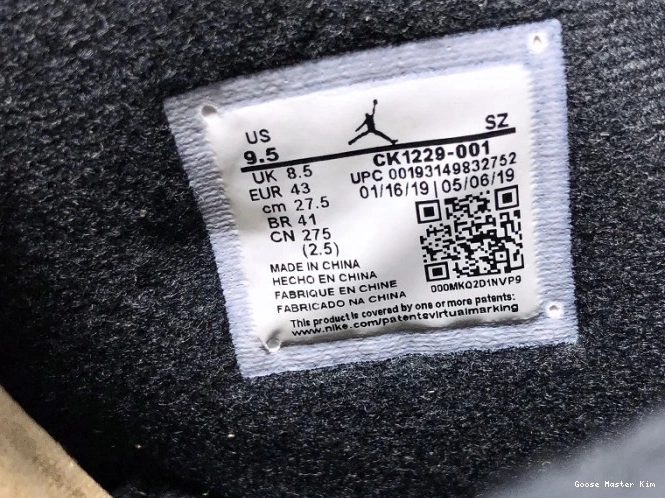 US SZ
9.5 CK1229-001
UK 8.5 UPC 00193149832752
EUR 43 01/16/19 | 05/06/19
cm 27.5
BR 41
CN 275
(2.5)
MADE IN CHINA
HECHO EN CHINA
FABRIQUE EN CHINE
FABRICADO NA CHINA
000MKQ2D1NVP9
This product is covered by one or more patents:
www.nike.com/patentsvirtualmarking
Goose Master Kim